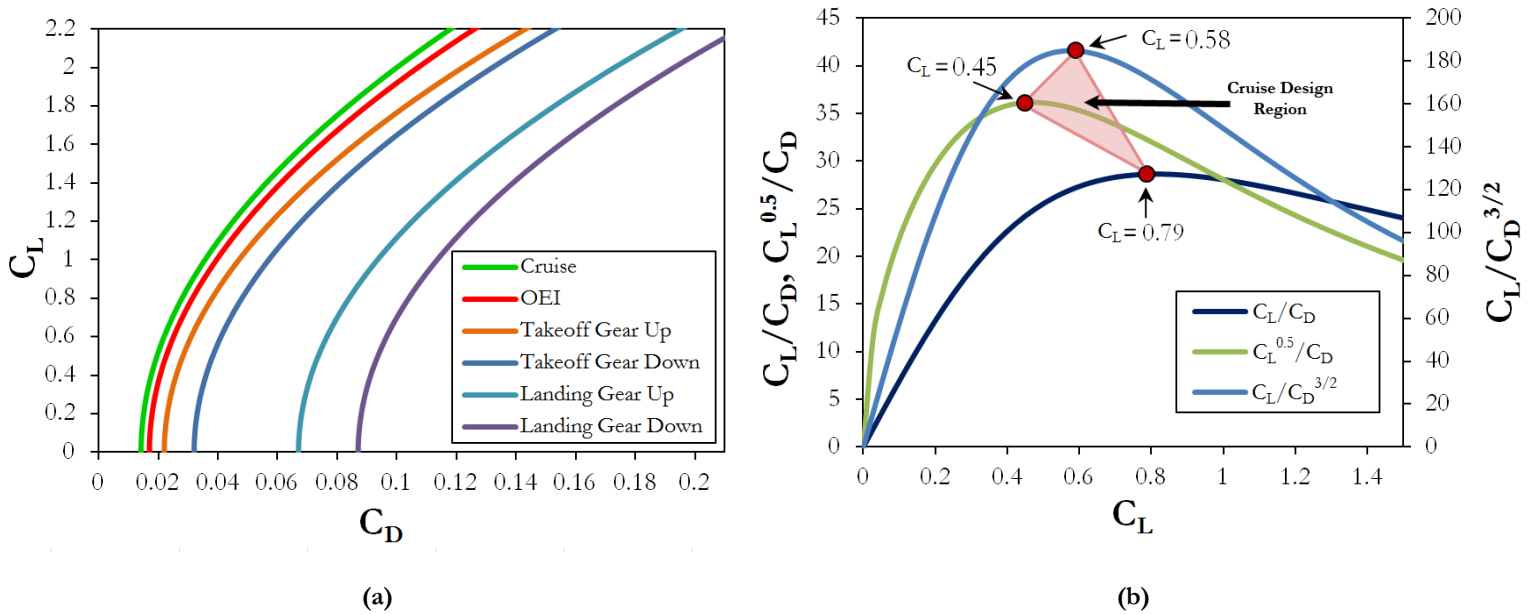 2.2
2
1.8
1.6
1.4
1.2
1
0.8
0.6
0.4
0.2
0
C_L
0 0.02 0.04 0.06 0.08 0.1 0.12 0.14 0.16 0.18 0.2
C_D
Cruise
OEI
Takeoff Gear Up
Takeoff Gear Down
Landing Gear Up
Landing Gear Down
(a)
45
40
35
30
25
20
15
10
5
0
C_L/C_D, C_L^0.5/C_D
C_L = 0.58
C_L = 0.45
Cruise Design
Region
C_L = 0.79
C_L/C_D
C_L^0.5/C_D
C_L/C_D^3/2
0 0.2 0.4 0.6 0.8 1 1.2 1.4
C_L
200
180
160
140
120
100
80
60
40
20
0
C_L/C_D^3/2
(b)